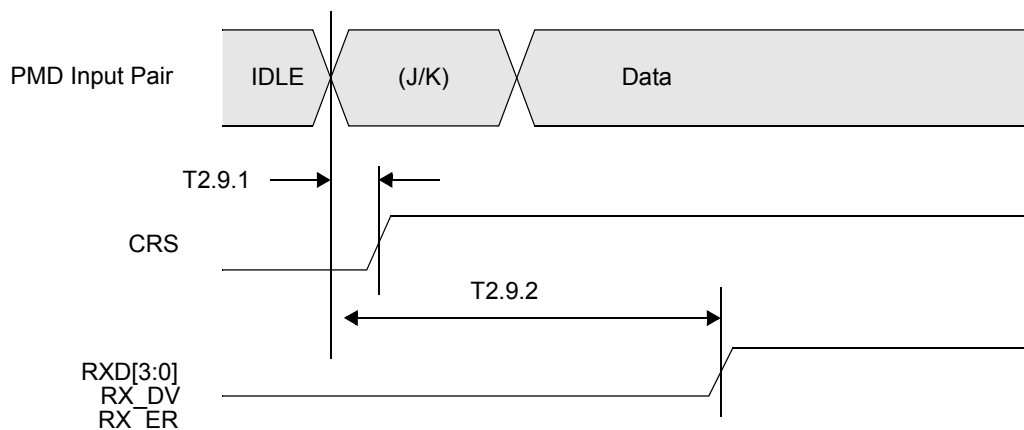 PMD Input Pair IDLE (J/K) Data
T2.9.1
CRS
T2.9.2
RXD[3:0]
RX_DV
RX_ER